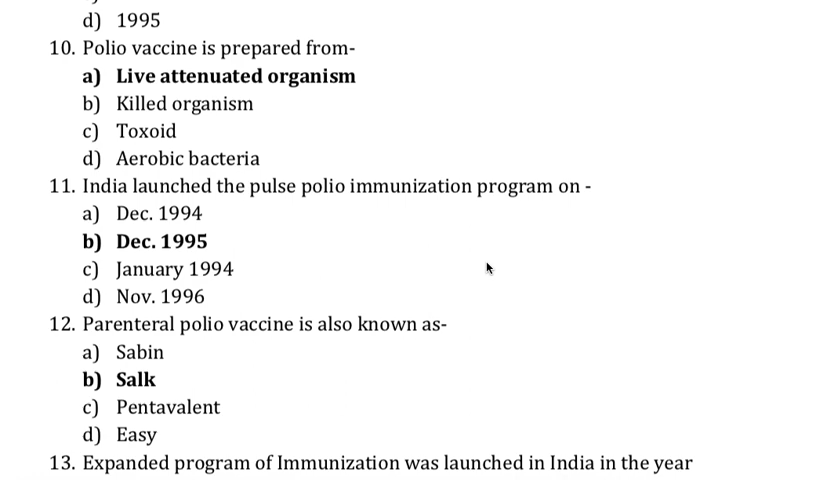 d) 1995
10. Polio vaccine is prepared from-
a) Live attenuated organism
b) Killed organism
c) Toxoid
d) Aerobic bacteria
11. India launched the pulse polio immunization program on -
a) Dec. 1994
b) Dec. 1995
c) January 1994
d) Nov. 1996
12. Parenteral polio vaccine is also known as-
a) Sabin
b) Salk
c) Pentavalent
d) Easy
13. Expanded program of Immunization was launched in India in the year